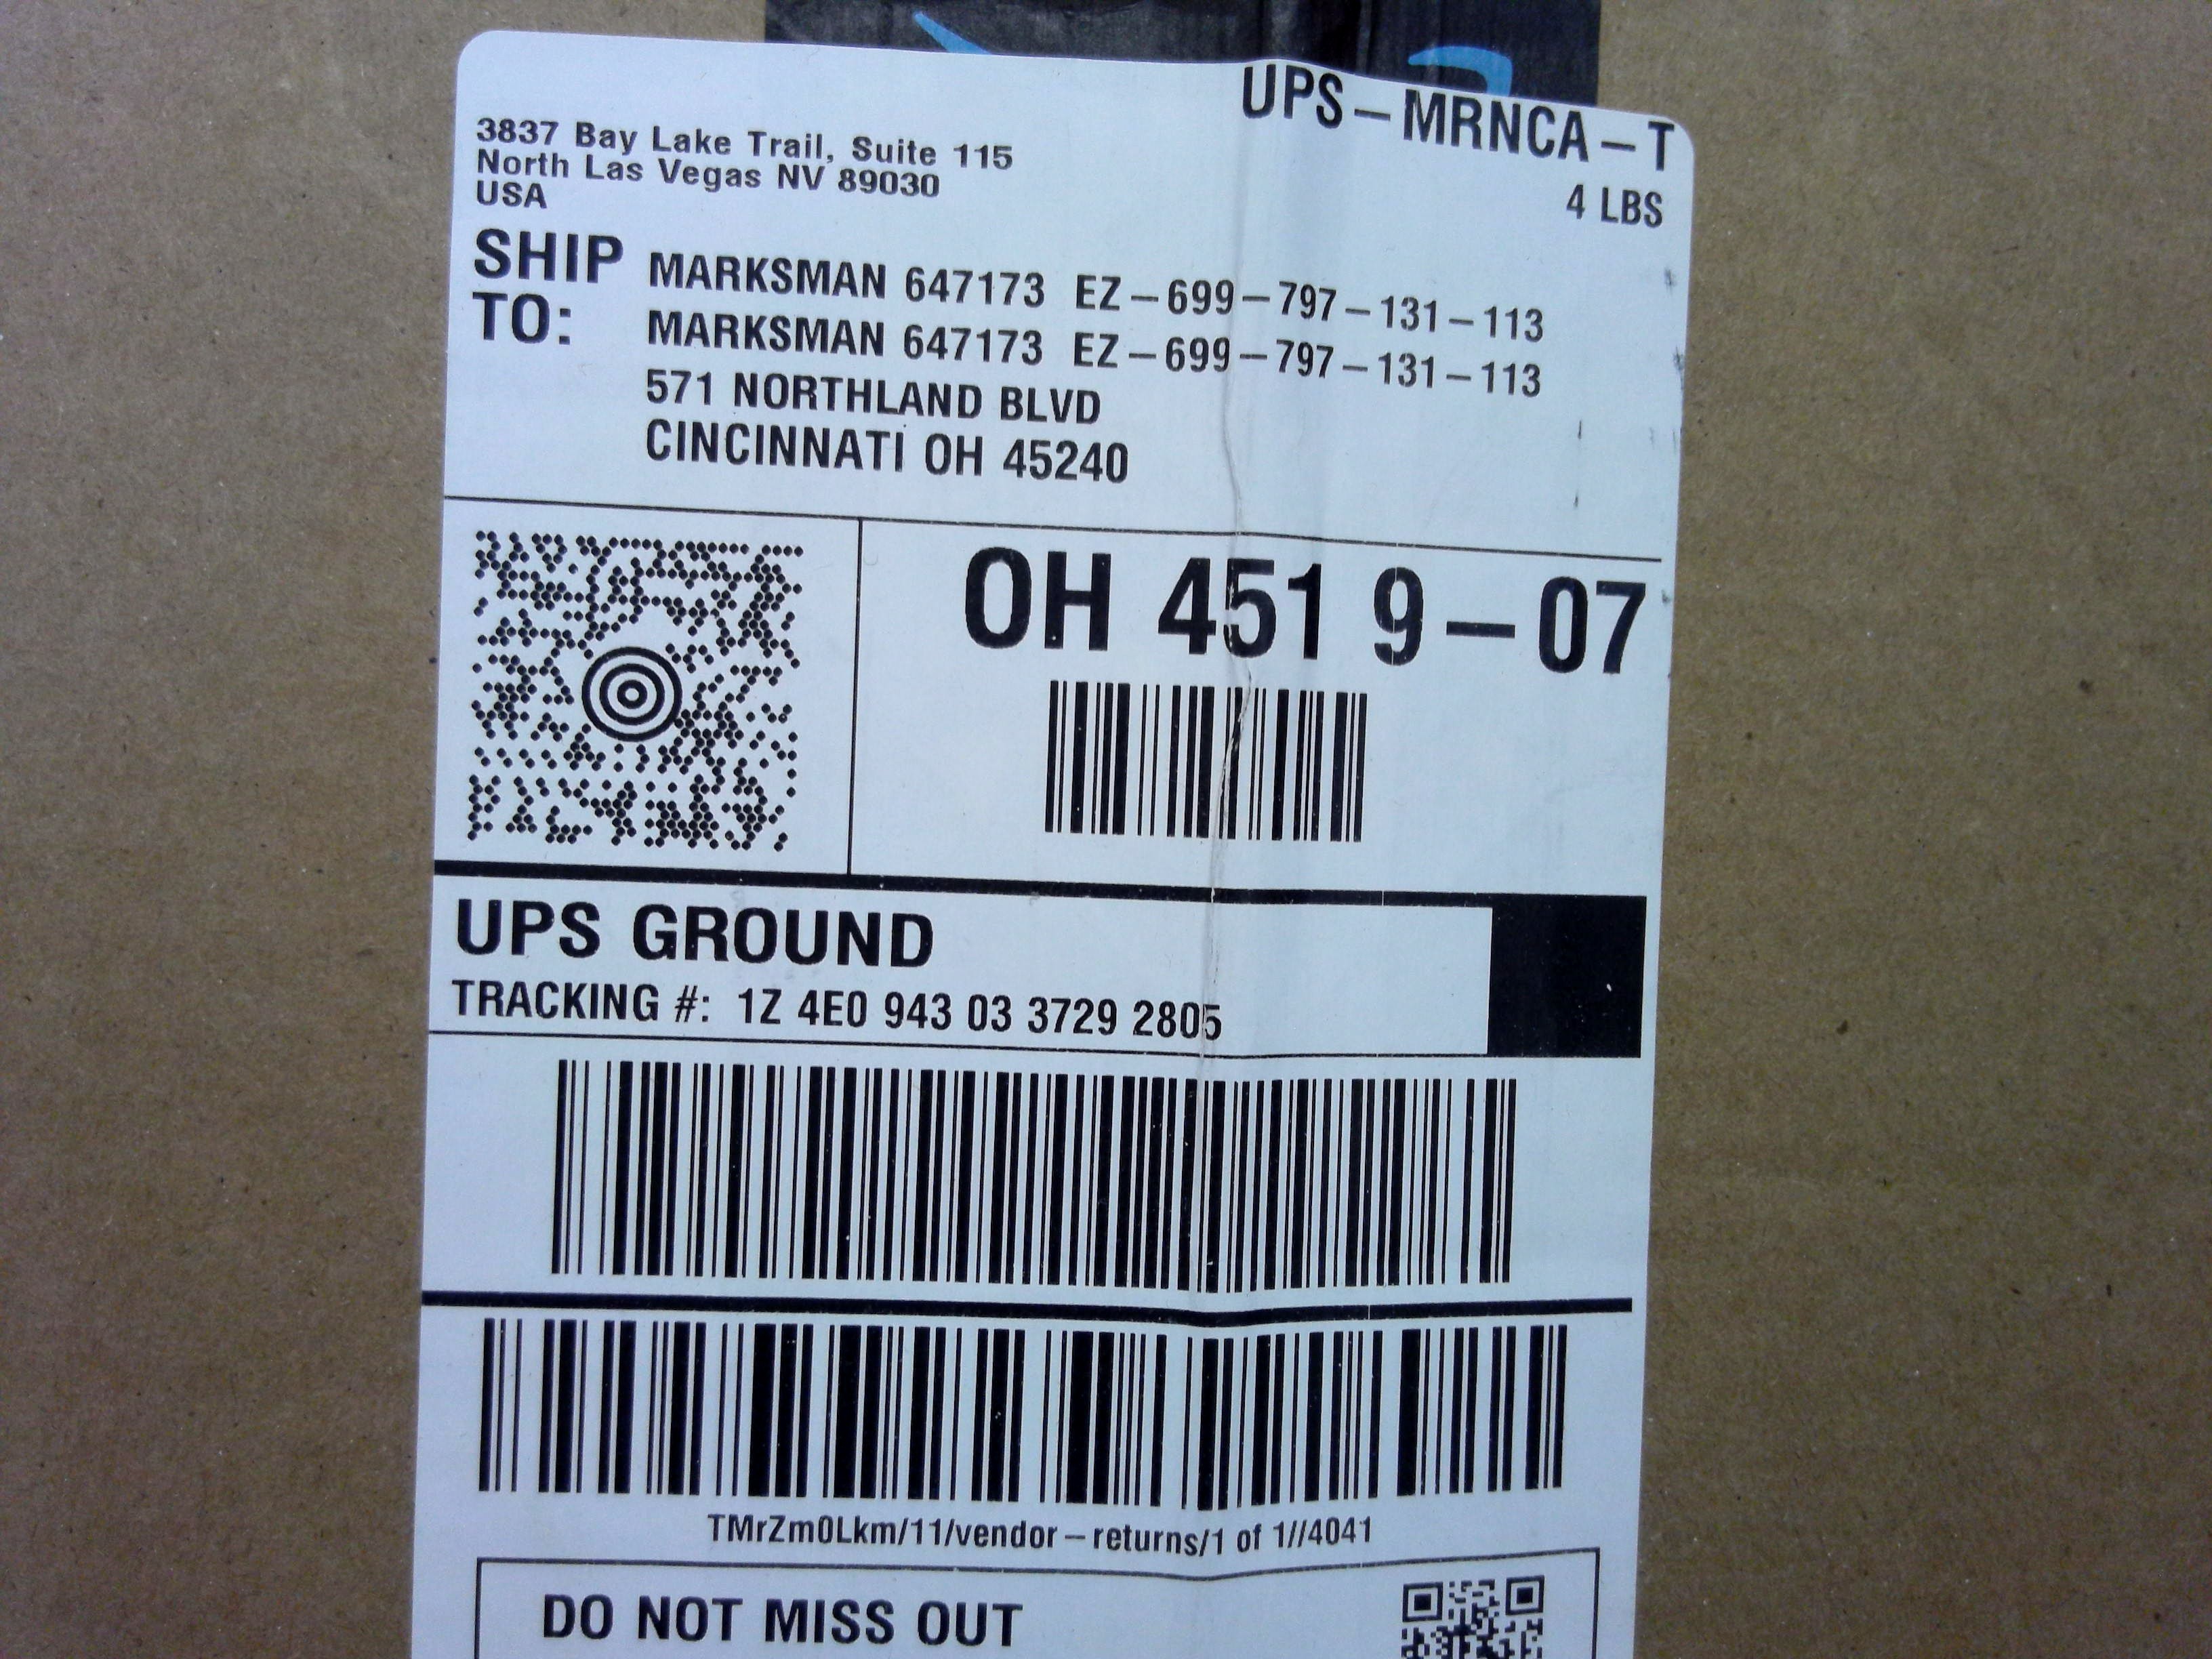 UPS-MRNCA-T
3837 Bay Lake Trail, Suite 115
North Las Vegas NV 89030
USA
4 LBS
SHIP TO:
MARKSMAN 647173 EZ-699-797-131-113
MARKSMAN 647173 EZ-699-797-131-113
571 NORTHLAND BLVD
CINCINNATI OH 45240
OH 451 9-07
UPS GROUND
TRACKING #: 1Z 4E0 943 03 3729 2805
TMrZm0Lkm/11/vendor-returns/1 of 1//4041
DO NOT MISS OUT